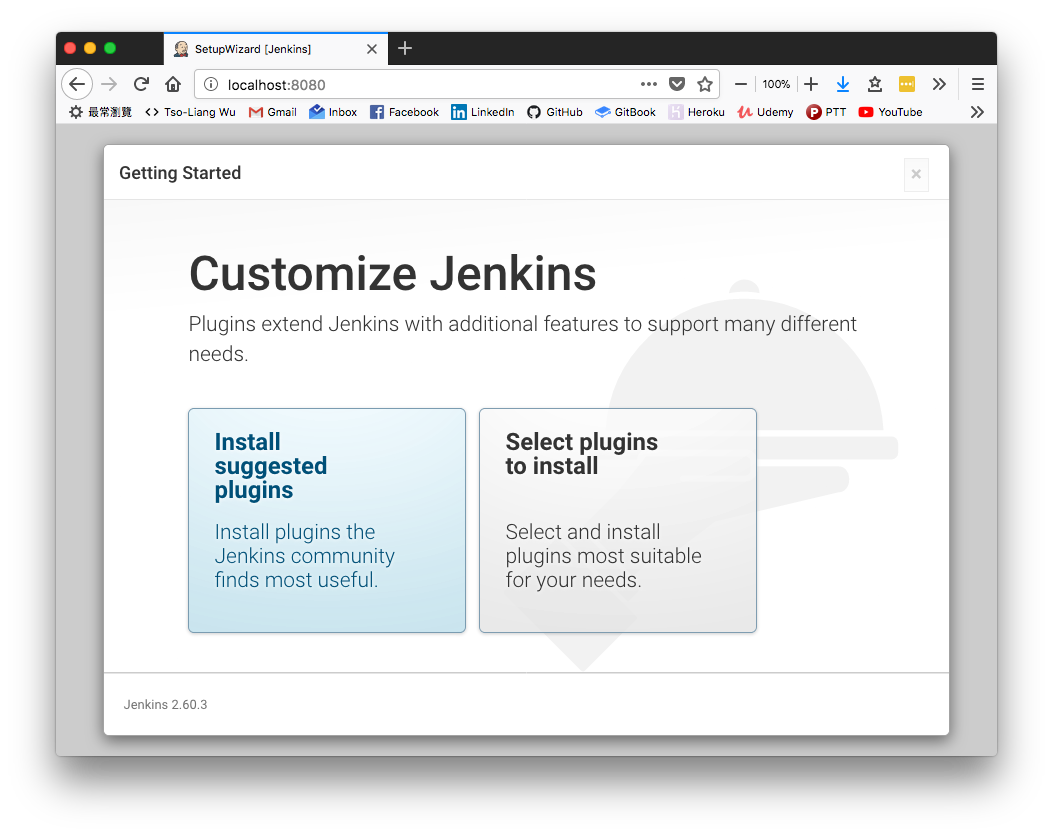 SetupWizard [Jenkins]
localhost:8080
100%
最常瀏覽 Tso-Liang Wu Gmail Inbox Facebook LinkedIn GitHub GitBook Heroku Udemy PTT YouTube
Getting Started
Customize Jenkins
Plugins extend Jenkins with additional features to support many different
needs.
Install
suggested
plugins
Install plugins the
Jenkins community
finds most useful.
Select plugins
to install
Select and install
plugins most suitable
for your needs.
Jenkins 2.60.3